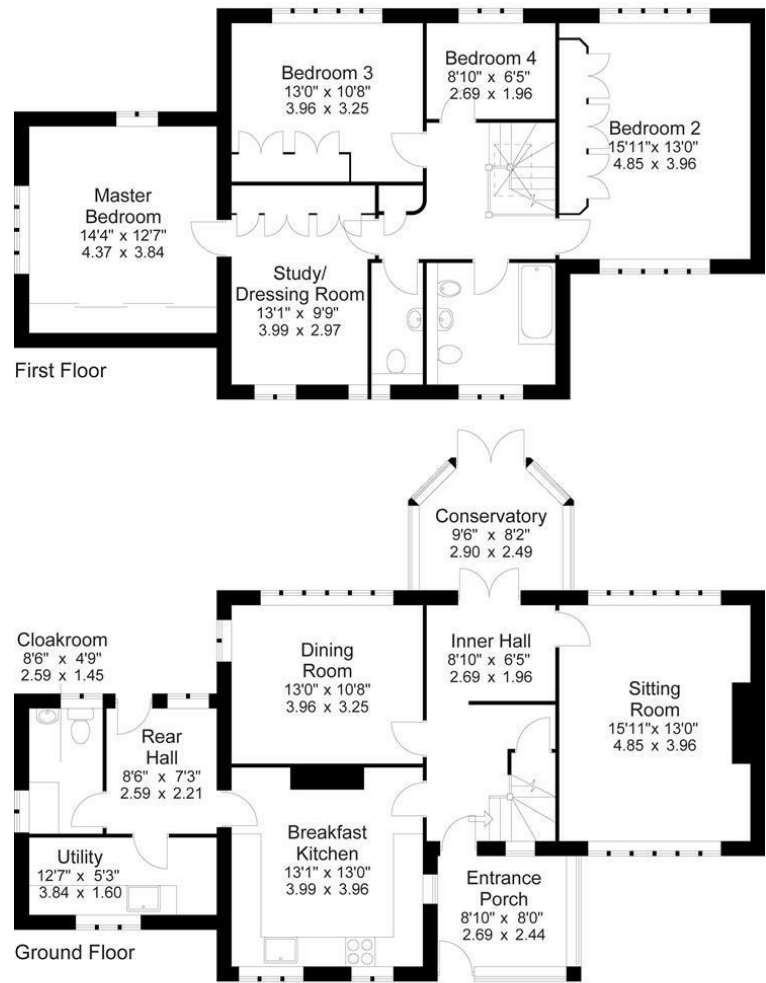 Bedroom 3
13'0" x 10'8"
3.96 x 3.25
Bedroom 4
8'10" x 6'5"
2.69 x 1.96
Bedroom 2
15'11"x 13'0"
4.85 x 3.96
Master
Bedroom
14'4" x 12'7"
4.37 x 3.84
Study/
Dressing Room
13'1" x 9'9"
3.99 x 2.97
First Floor
Conservatory
9'6" x 8'2"
2.90 x 2.49
Cloakroom
8'6" x 4'9"
2.59 x 1.45
Dining
Room
13'0" x 10'8"
3.96 x 3.25
Inner Hall
8'10" x 6'5"
2.69 x 1.96
Sitting
Room
15'11" x 13'0"
4.85 x 3.96
Rear
Hall
8'6" x 7'3"
2.59 x 2.21
Breakfast
Kitchen
13'1" x 13'0"
3.99 x 3.96
Utility
12'7" x 5'3"
3.84 x 1.60
Entrance
Porch
8'10" x 8'0"
2.69 x 2.44
Ground Floor